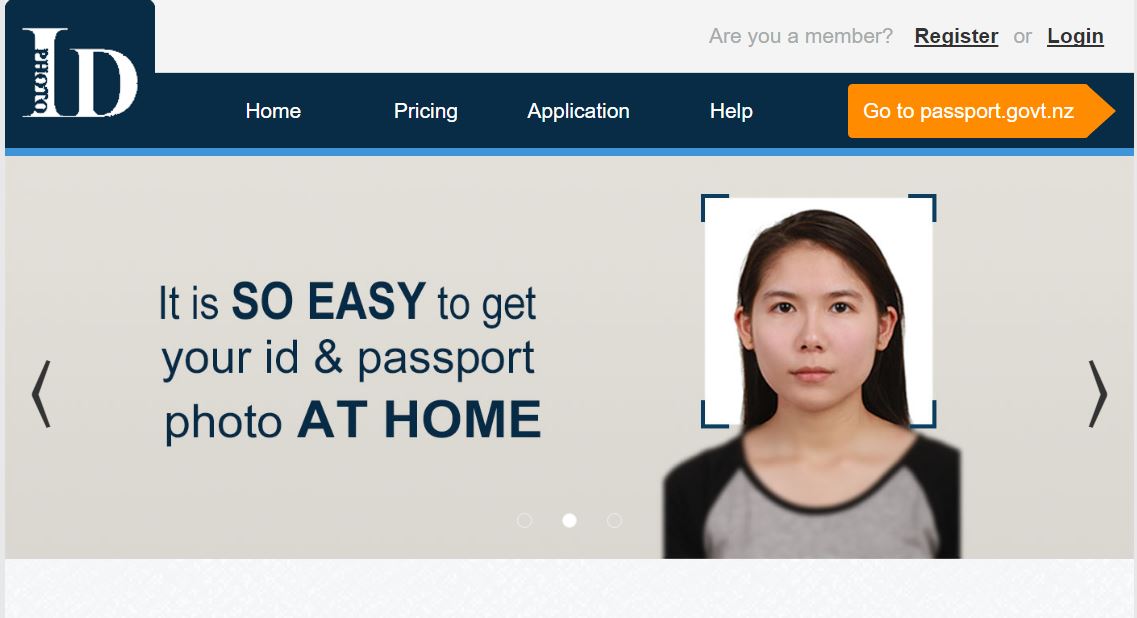 PHOTO
ID
Are you a member? Register or Login
Home Pricing Application Help Go to passport.govt.nz
It is SO EASY to get
your id & passport
photo AT HOME